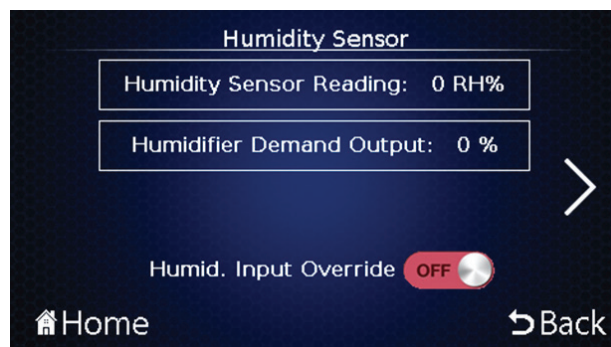 Humidity Sensor
Humidity Sensor Reading: 0 RH%
Humidifier Demand Output: 0 %
Humid. Input Override OFF
Home
Back